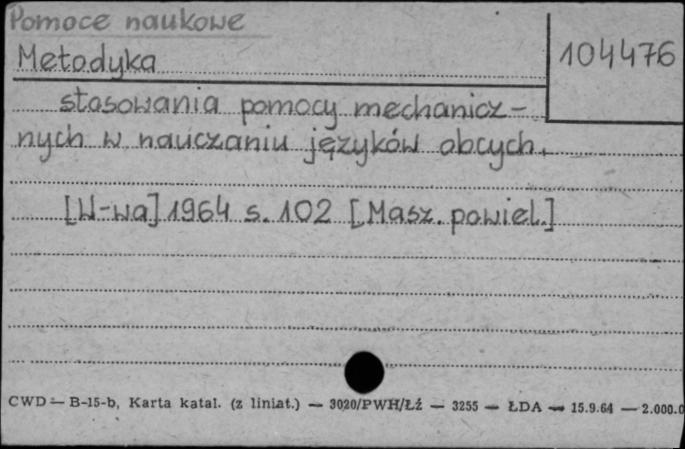 Pomoce naukowe
Metodyka
104476
stosowania pomocy mechanicz-
nych w nauczaniu języków obcych.
[W-wa] 1964 s. 102 [Masz. powiel.]
CWD — B-15-b, Karta katal. (z liniat.) — 3020/PWH/Łź — 3255 — ŁDA — 15.9.64 — 2.000.0